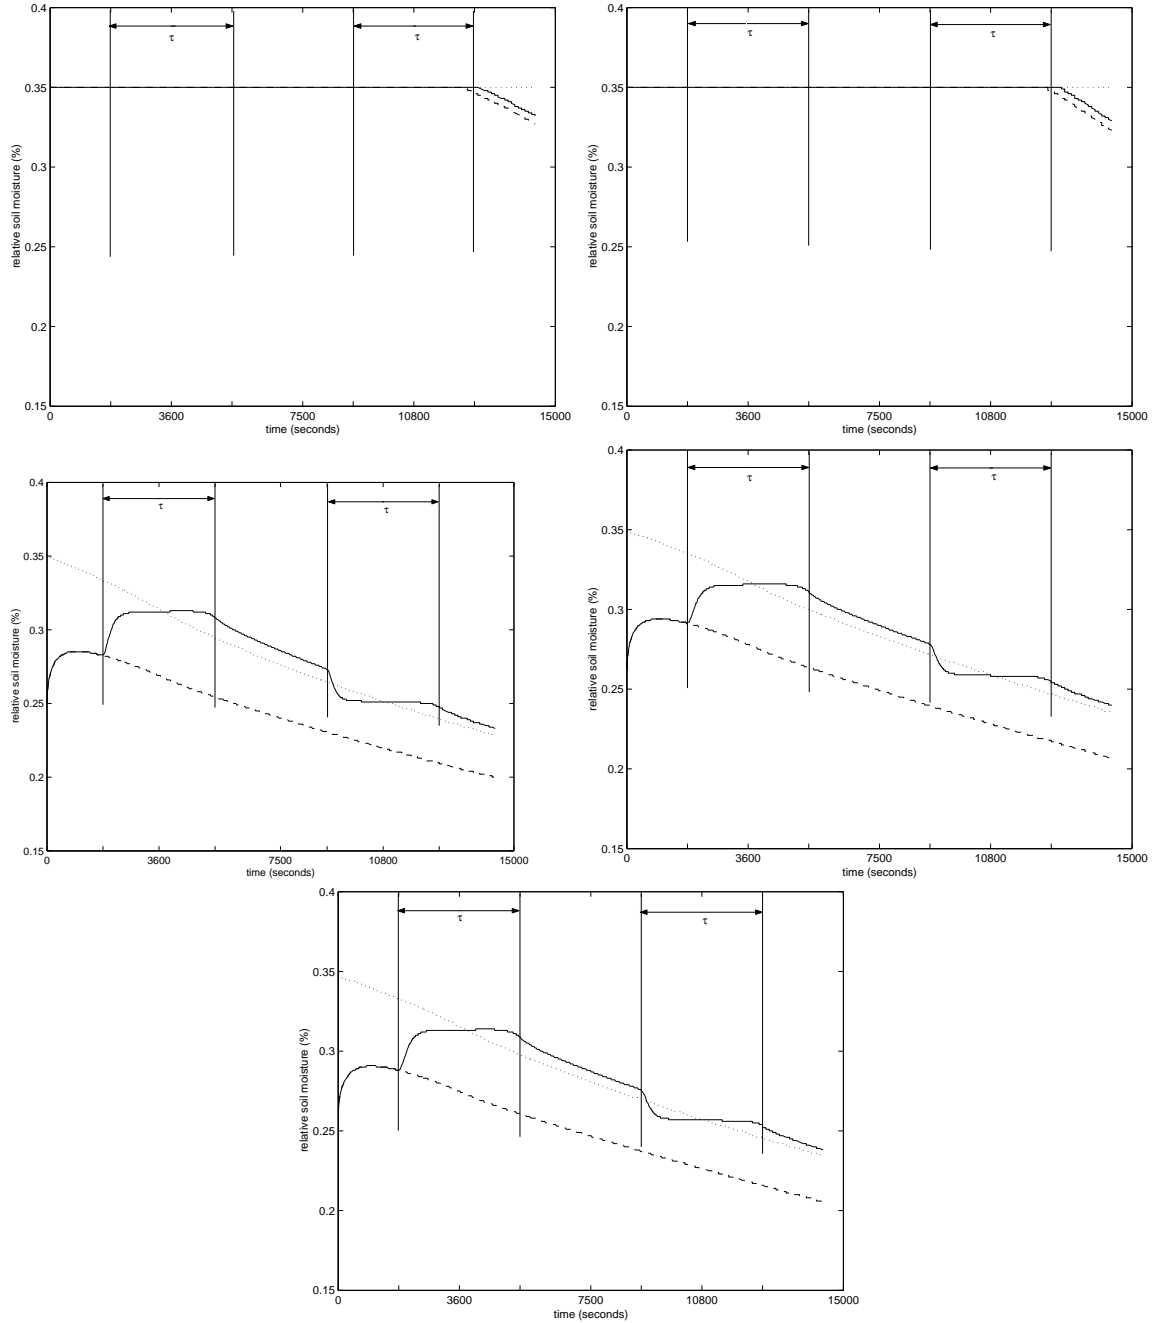 0.4
τ
τ
0.35
0.3
0.25
0.2
0.15
relative soil moisture (%)
0 3600 7500 10800 15000
time (seconds)
0.4
τ
τ
0.35
0.3
0.25
0.2
0.15
relative soil moisture (%)
0 3600 7500 10800 15000
time (seconds)
0.4
τ
τ
0.35
0.3
0.25
0.2
0.15
relative soil moisture (%)
0 3600 7500 10800 15000
time (seconds)
0.4
τ
τ
0.35
0.3
0.25
0.2
0.15
relative soil moisture (%)
0 3600 7500 10800 15000
time (seconds)
0.4
τ
τ
0.35
0.3
0.25
0.2
0.15
relative soil moisture (%)
0 3600 7500 10800 15000
time (seconds)